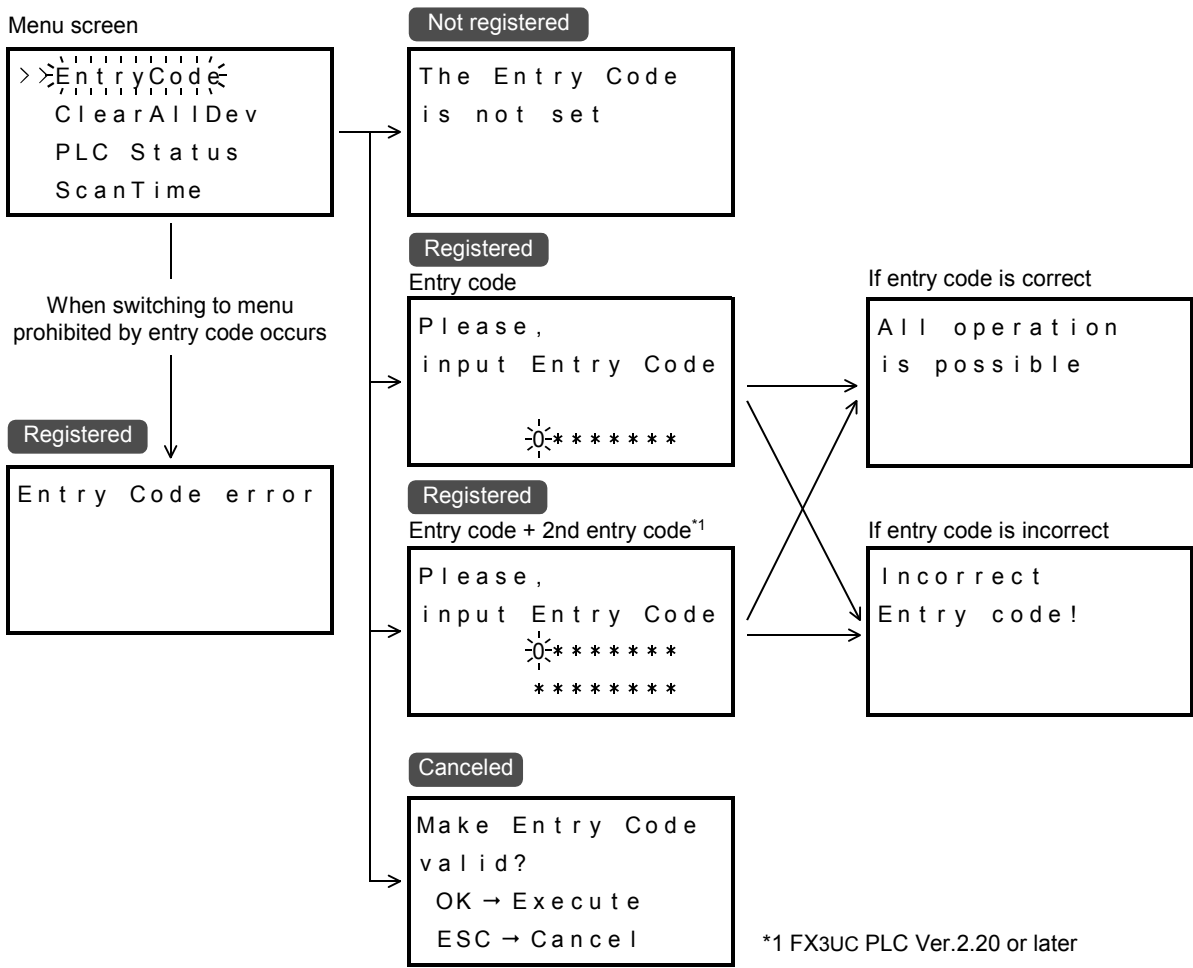 Menu screen
>>EntryCode
ClearAllDev
PLC Status
ScanTime
When switching to menu
prohibited by entry code occurs
Registered
Entry Code error
Not registered
The Entry Code
is not set
Registered
Entry code
Please,
input Entry Code
0*******
Registered
Entry code + 2nd entry code*1
Please,
input Entry Code
0*******
********
Canceled
Make Entry Code
valid?
OK → Execute
ESC → Cancel
If entry code is correct
All operation
is possible
If entry code is incorrect
Incorrect
Entry code!
*1 FX3UC PLC Ver.2.20 or later